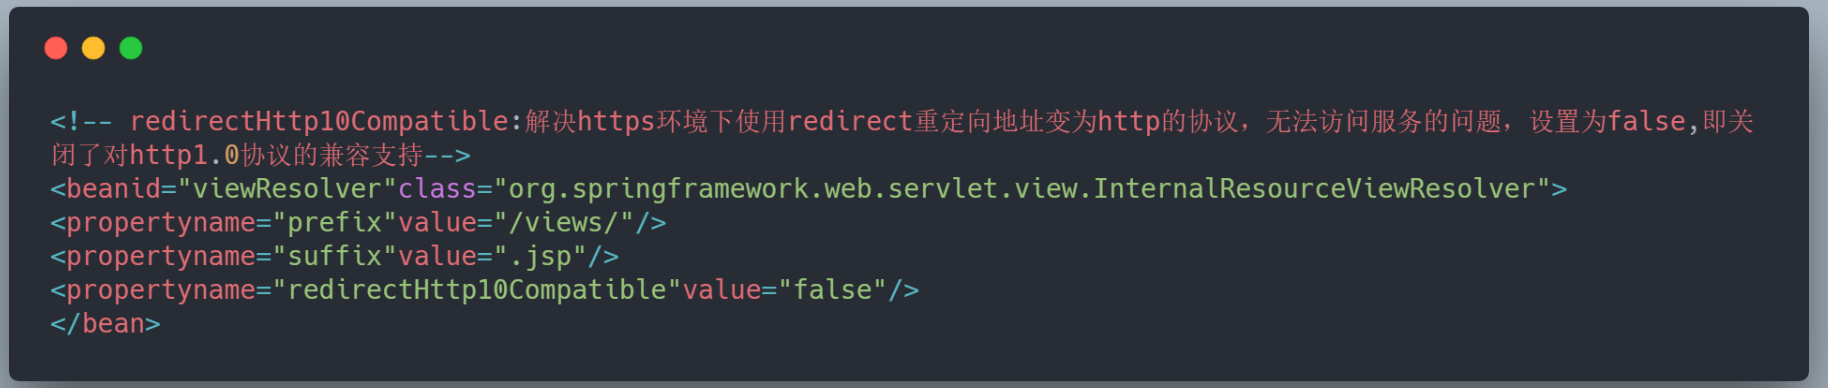 <!-- redirectHttp10Compatible:解决https环境下使用redirect重定向地址变为http的协议，无法访问服务的问题，设置为false,即关
闭了对http1.0协议的兼容支持-->
<beanid="viewResolver"class="org.springframework.web.servlet.view.InternalResourceViewResolver">
<propertyname="prefix"value="/views/"/>
<propertyname="suffix"value=".jsp"/>
<propertyname="redirectHttp10Compatible"value="false"/>
</bean>